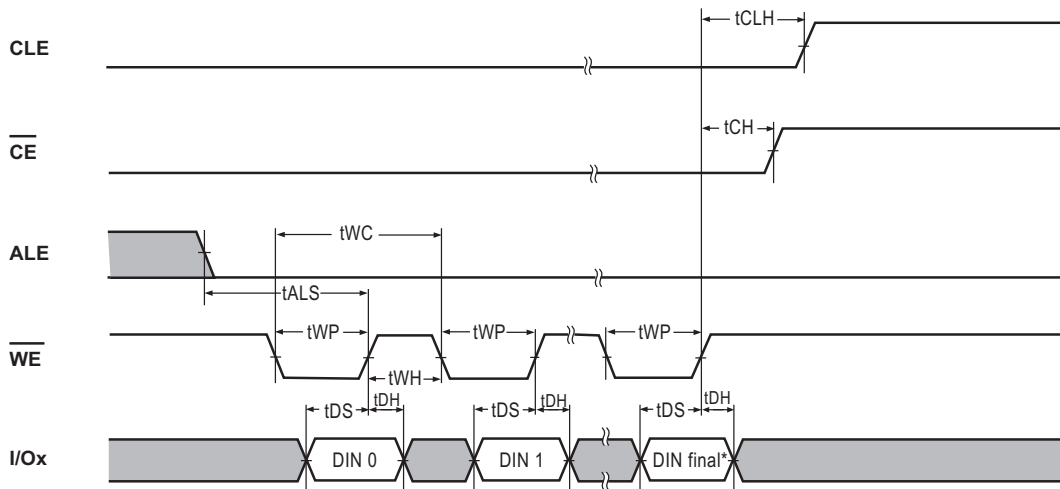 CLE
tCLH
CE
tCH
ALE
tWC
tALS
WE
tWP
tWP
tWP
tWH
tDS
tDH
tDS
tDH
tDS
tDH
I/Ox
DIN 0
DIN 1
DIN final*